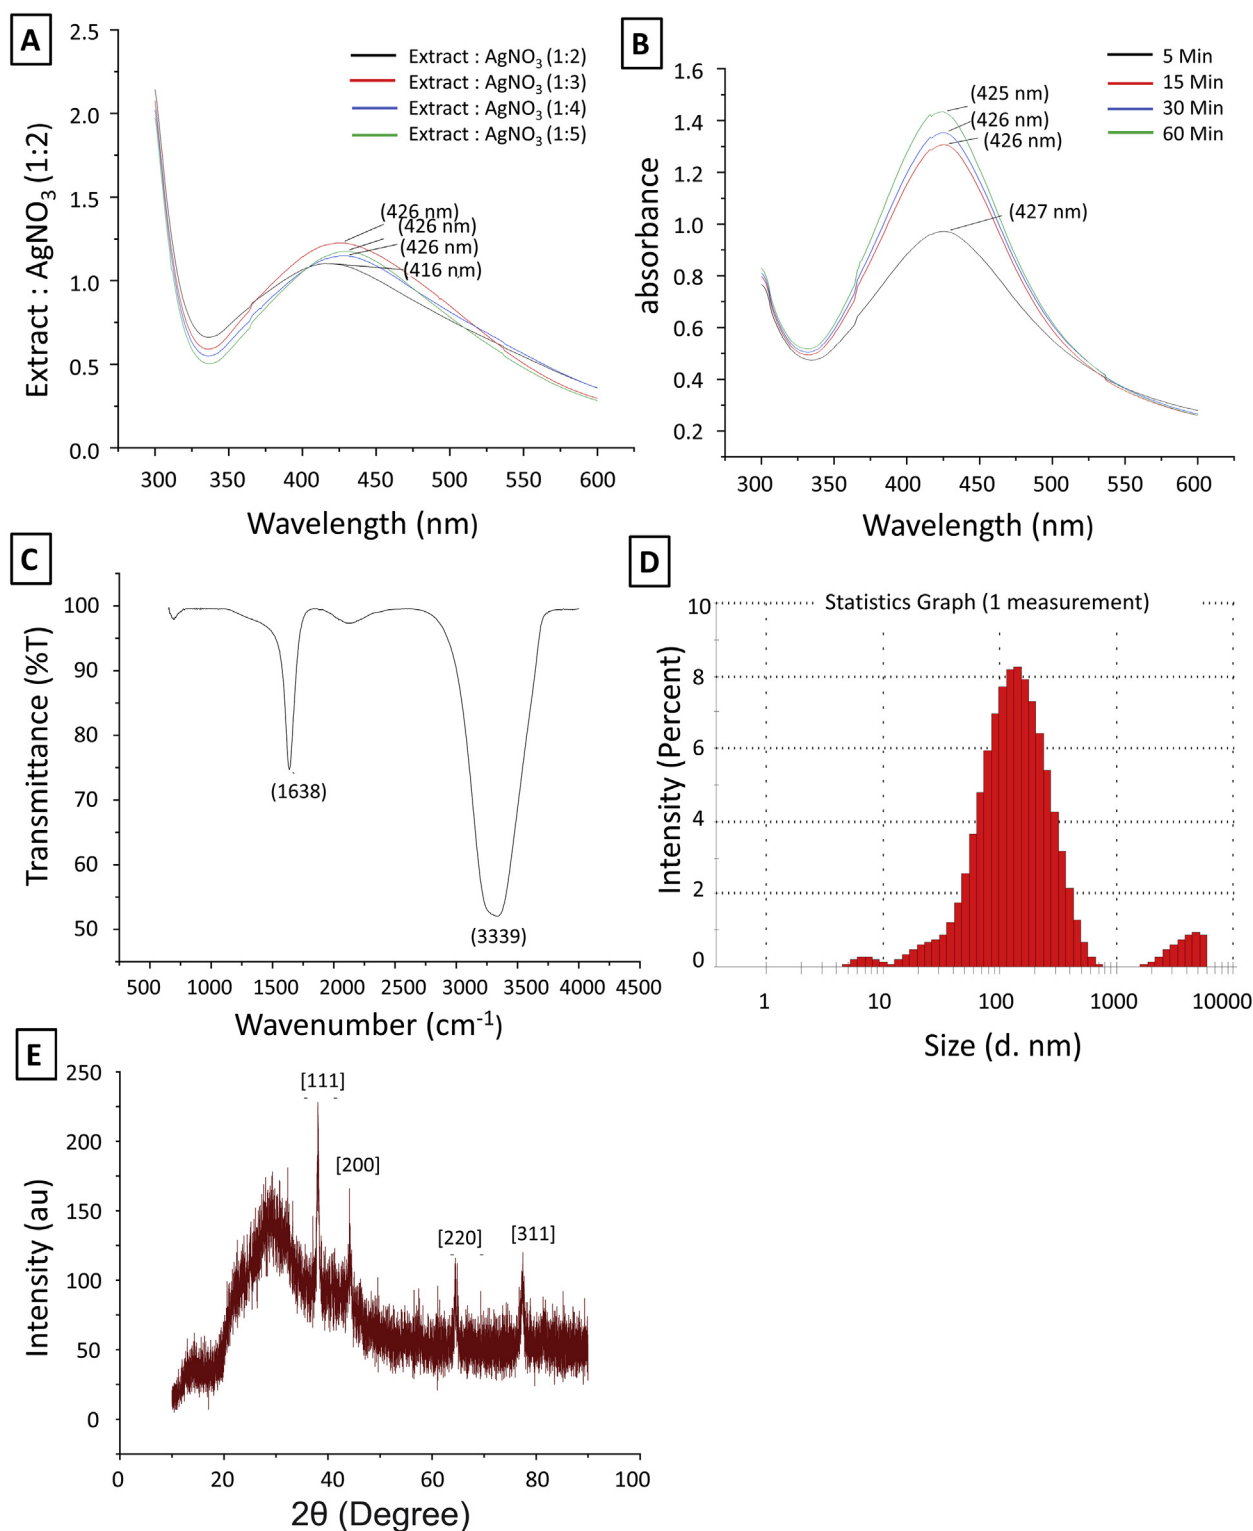 A
Extract : AgNO3 (1:2)
2.5
2.0
1.5
1.0
0.5
0.0
Extract : AgNO3 (1:2)
Extract : AgNO3 (1:3)
Extract : AgNO3 (1:4)
Extract : AgNO3 (1:5)
(426 nm)
(426 nm)
(426 nm)
(416 nm)
300 350 400 450 500 550 600
Wavelength (nm)
B
absorbance
1.6
1.4
1.2
1.0
0.8
0.6
0.4
0.2
5 Min
15 Min
30 Min
60 Min
(425 nm)
(426 nm)
(426 nm)
(427 nm)
300 350 400 450 500 550 600
Wavelength (nm)
C
Transmittance (%T)
100
90
80
70
60
50
(1638)
(3339)
500 1000 1500 2000 2500 3000 3500 4000 4500
Wavenumber (cm-1)
D
Statistics Graph (1 measurement)
Intensity (Percent)
10
8
6
4
2
0
1 10 100 1000 10000
Size (d. nm)
E
Intensity (au)
250
200
150
100
50
0
[111]
[200]
[220]
[311]
0 20 40 60 80 100
2θ (Degree)